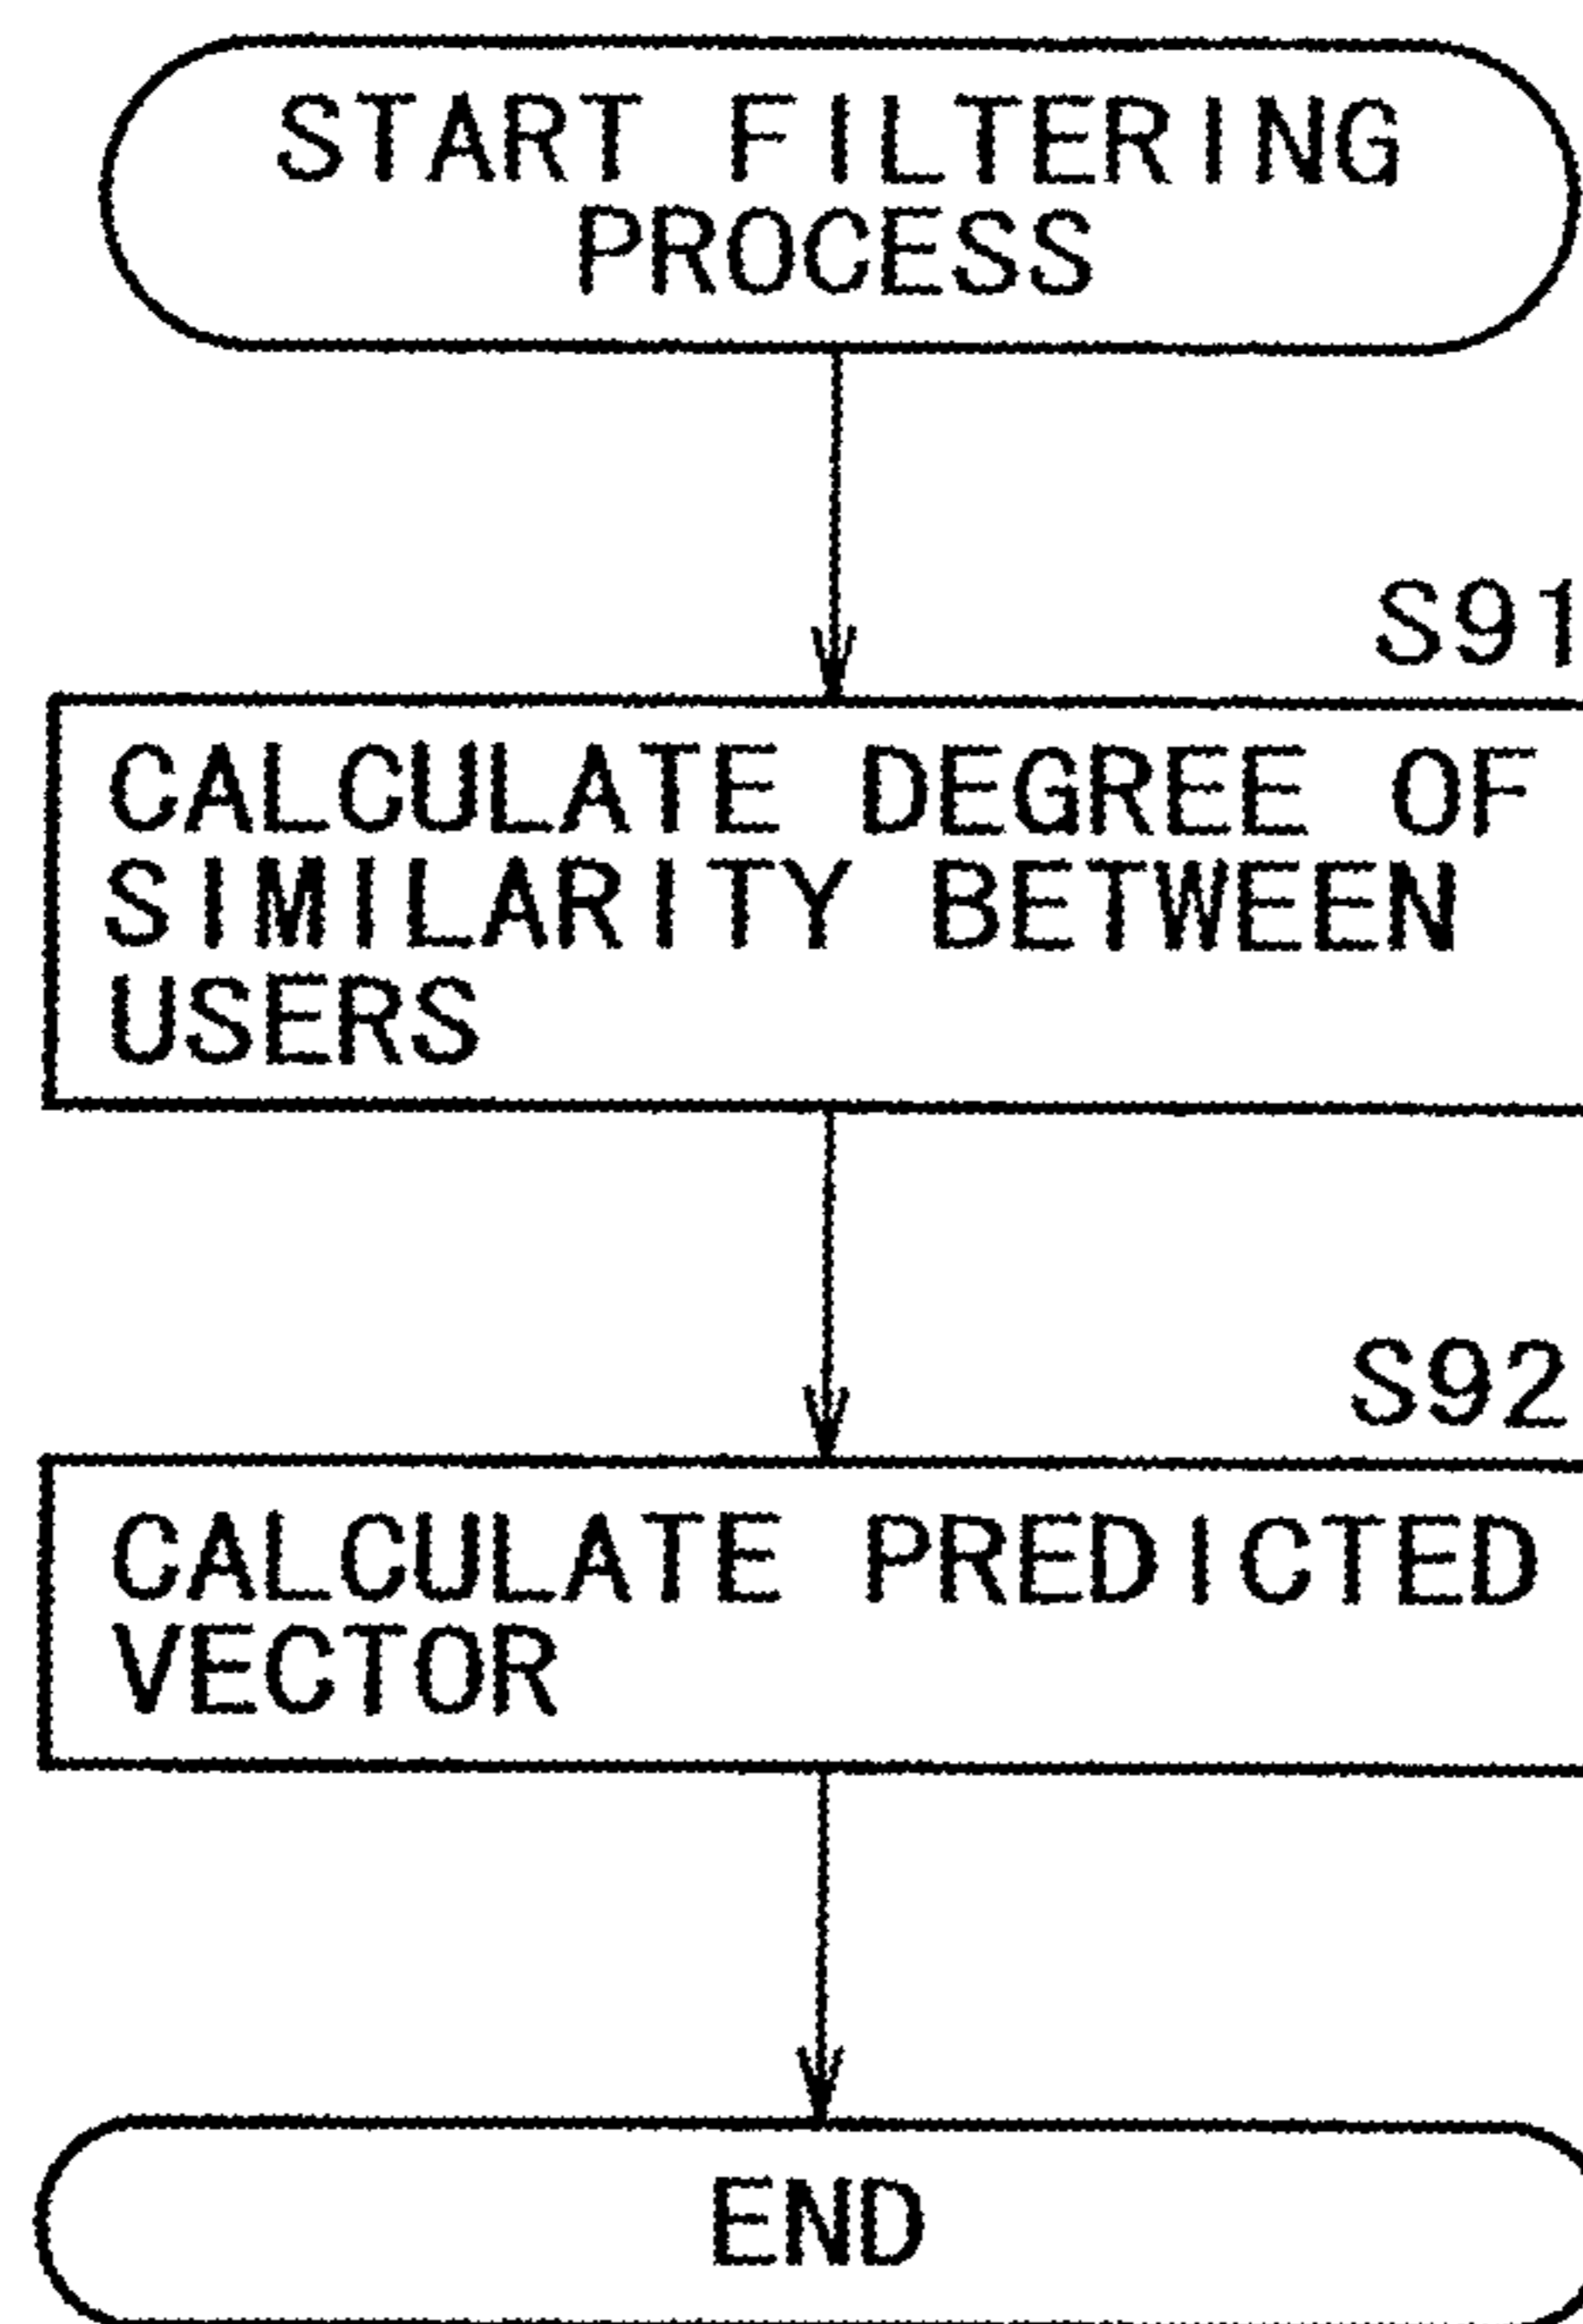 START FILTERING
PROCESS
S91
CALCULATE DEGREE OF
SIMILARITY BETWEEN
USERS
S92
CALCULATE PREDICTED
VECTOR
END